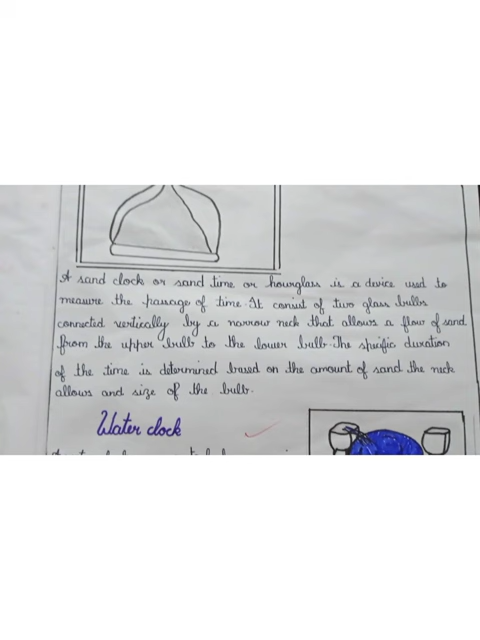 A sand clock or sand time or hourglass is a device used to
measure the passage of time. It consist of two glass bulbs
connected vertically by a narrow neck that allows a flow of sand
from the upper bulb to the lower bulb. The specific duration
of the time is determined based on the amount of sand the neck
allows and size of the bulb.
Water clock